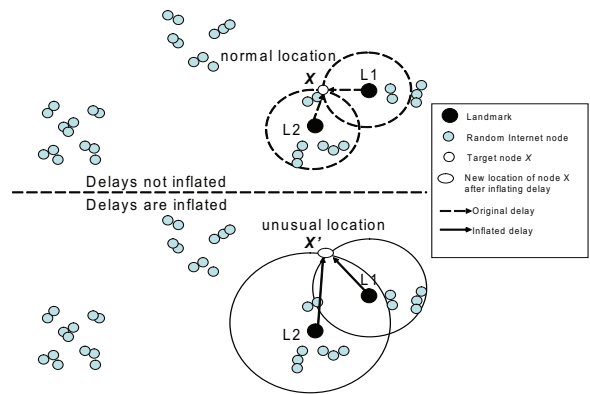 normal location
X
L1
L2
Delays not inflated
Delays are inflated
unusual location
X'
L1
L2
Landmark
Random Internet node
Target node X
New location of node X
after inflating delay
Original delay
Inflated delay